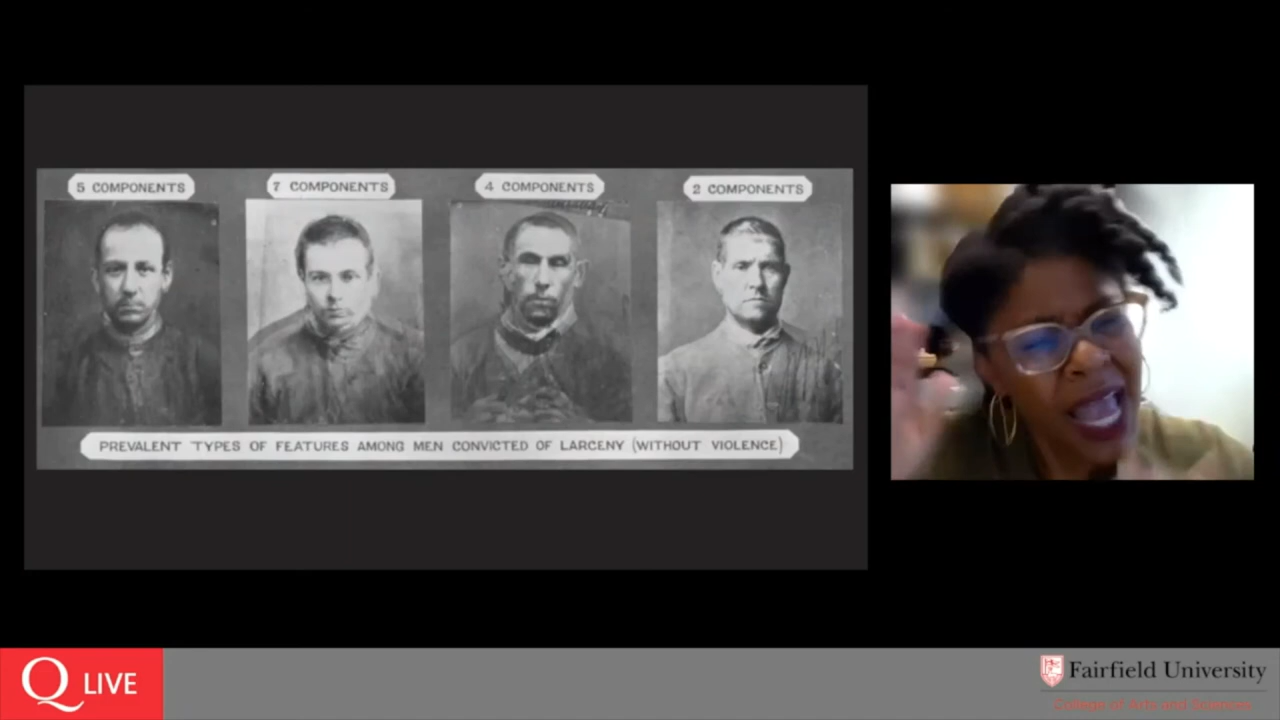 5 COMPONENTS
7 COMPONENTS
4 COMPONENTS
2 COMPONENTS
PREVALENT TYPES OF FEATURES AMONG MEN CONVICTED OF LARCENY (WITHOUT VIOLENCE)
Q LIVE
Fairfield University
College of Arts and Sciences